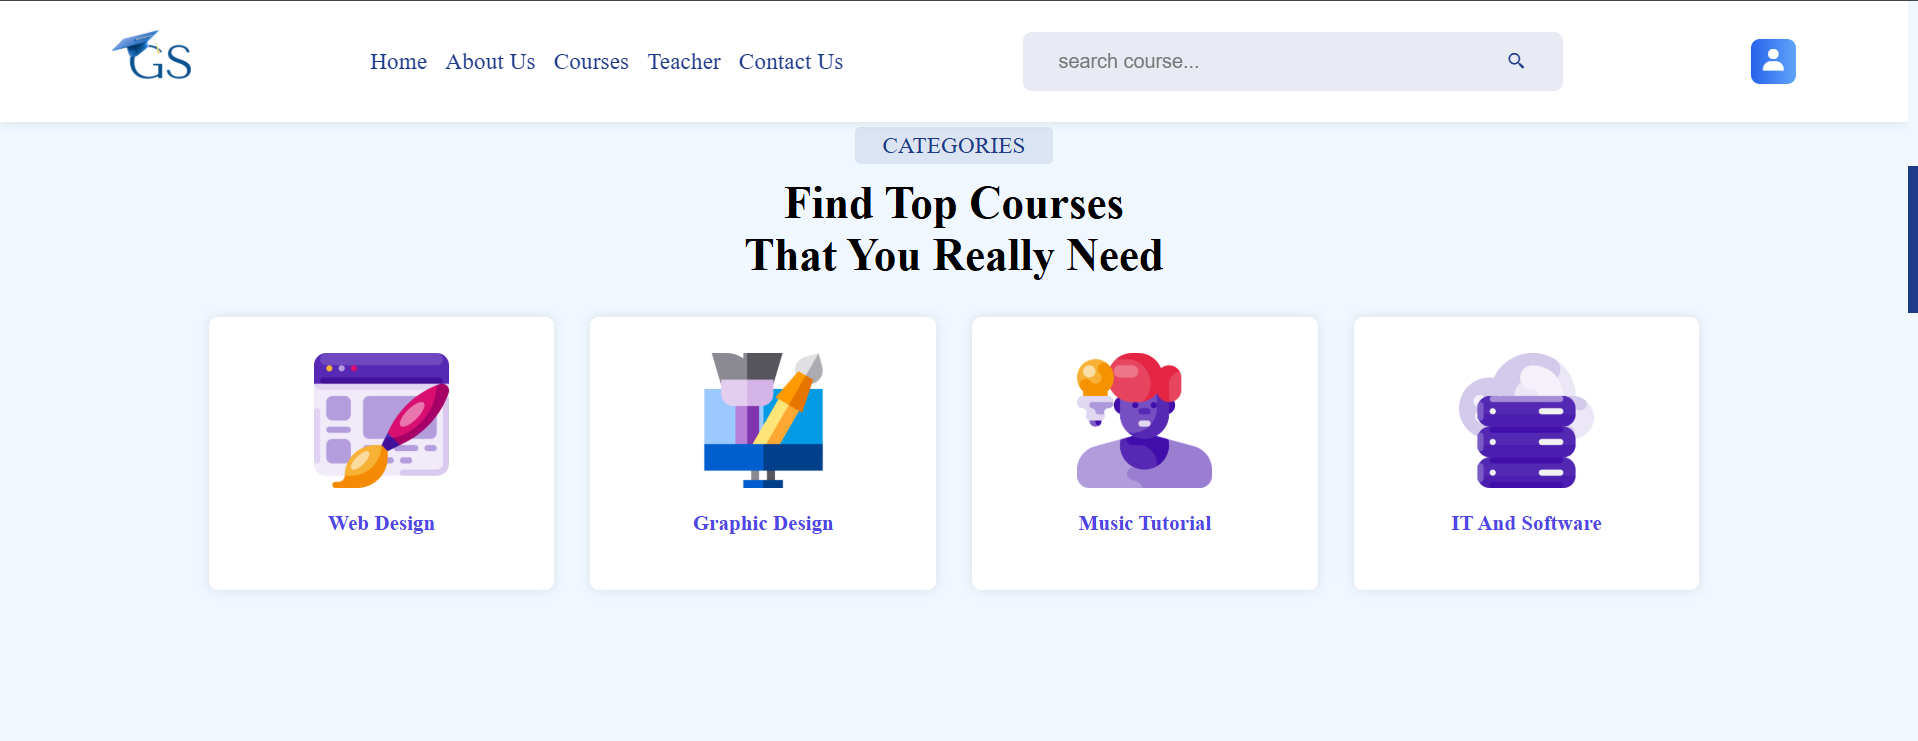 GS
Home About Us Courses Teacher Contact Us
search course...
CATEGORIES
Find Top Courses
That You Really Need
Web Design
Graphic Design
Music Tutorial
IT And Software